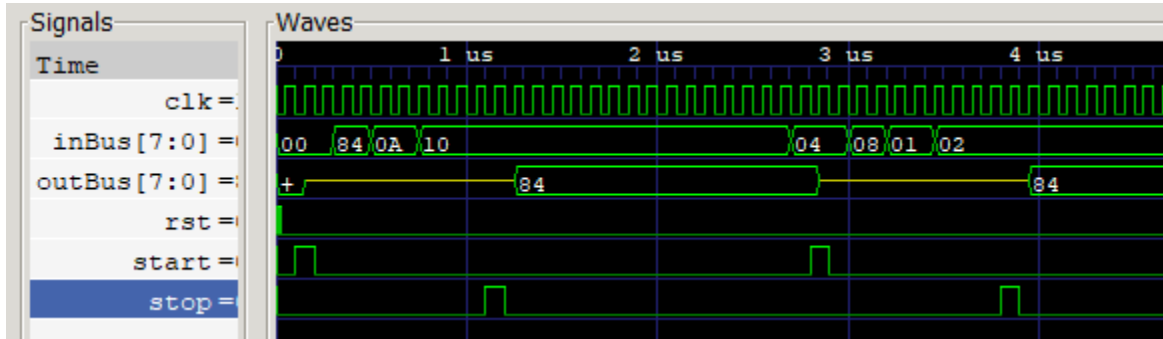 Signals
Waves
Time
0 1 us 2 us 3 us 4 us
clk=
inBus[7:0]= 00 84 0A 10 04 08 01 02
outBus[7:0]= + 84 84
rst=
start=
stop=